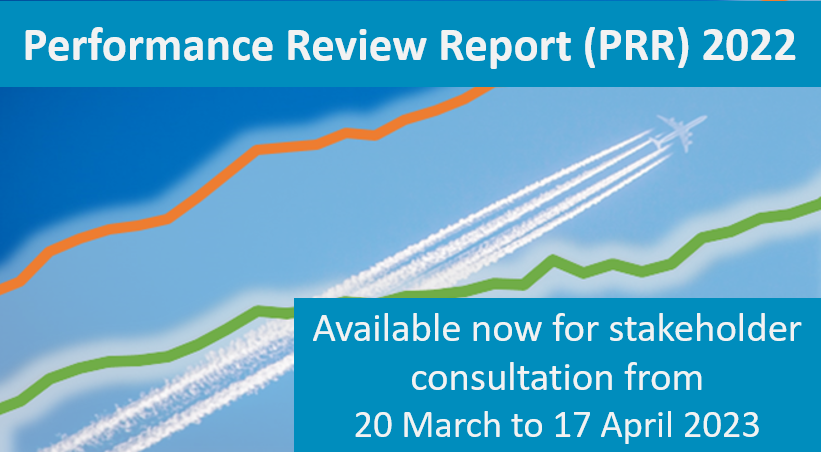 Performance Review Report (PRR) 2022
Available now for stakeholder
consultation from
20 March to 17 April 2023